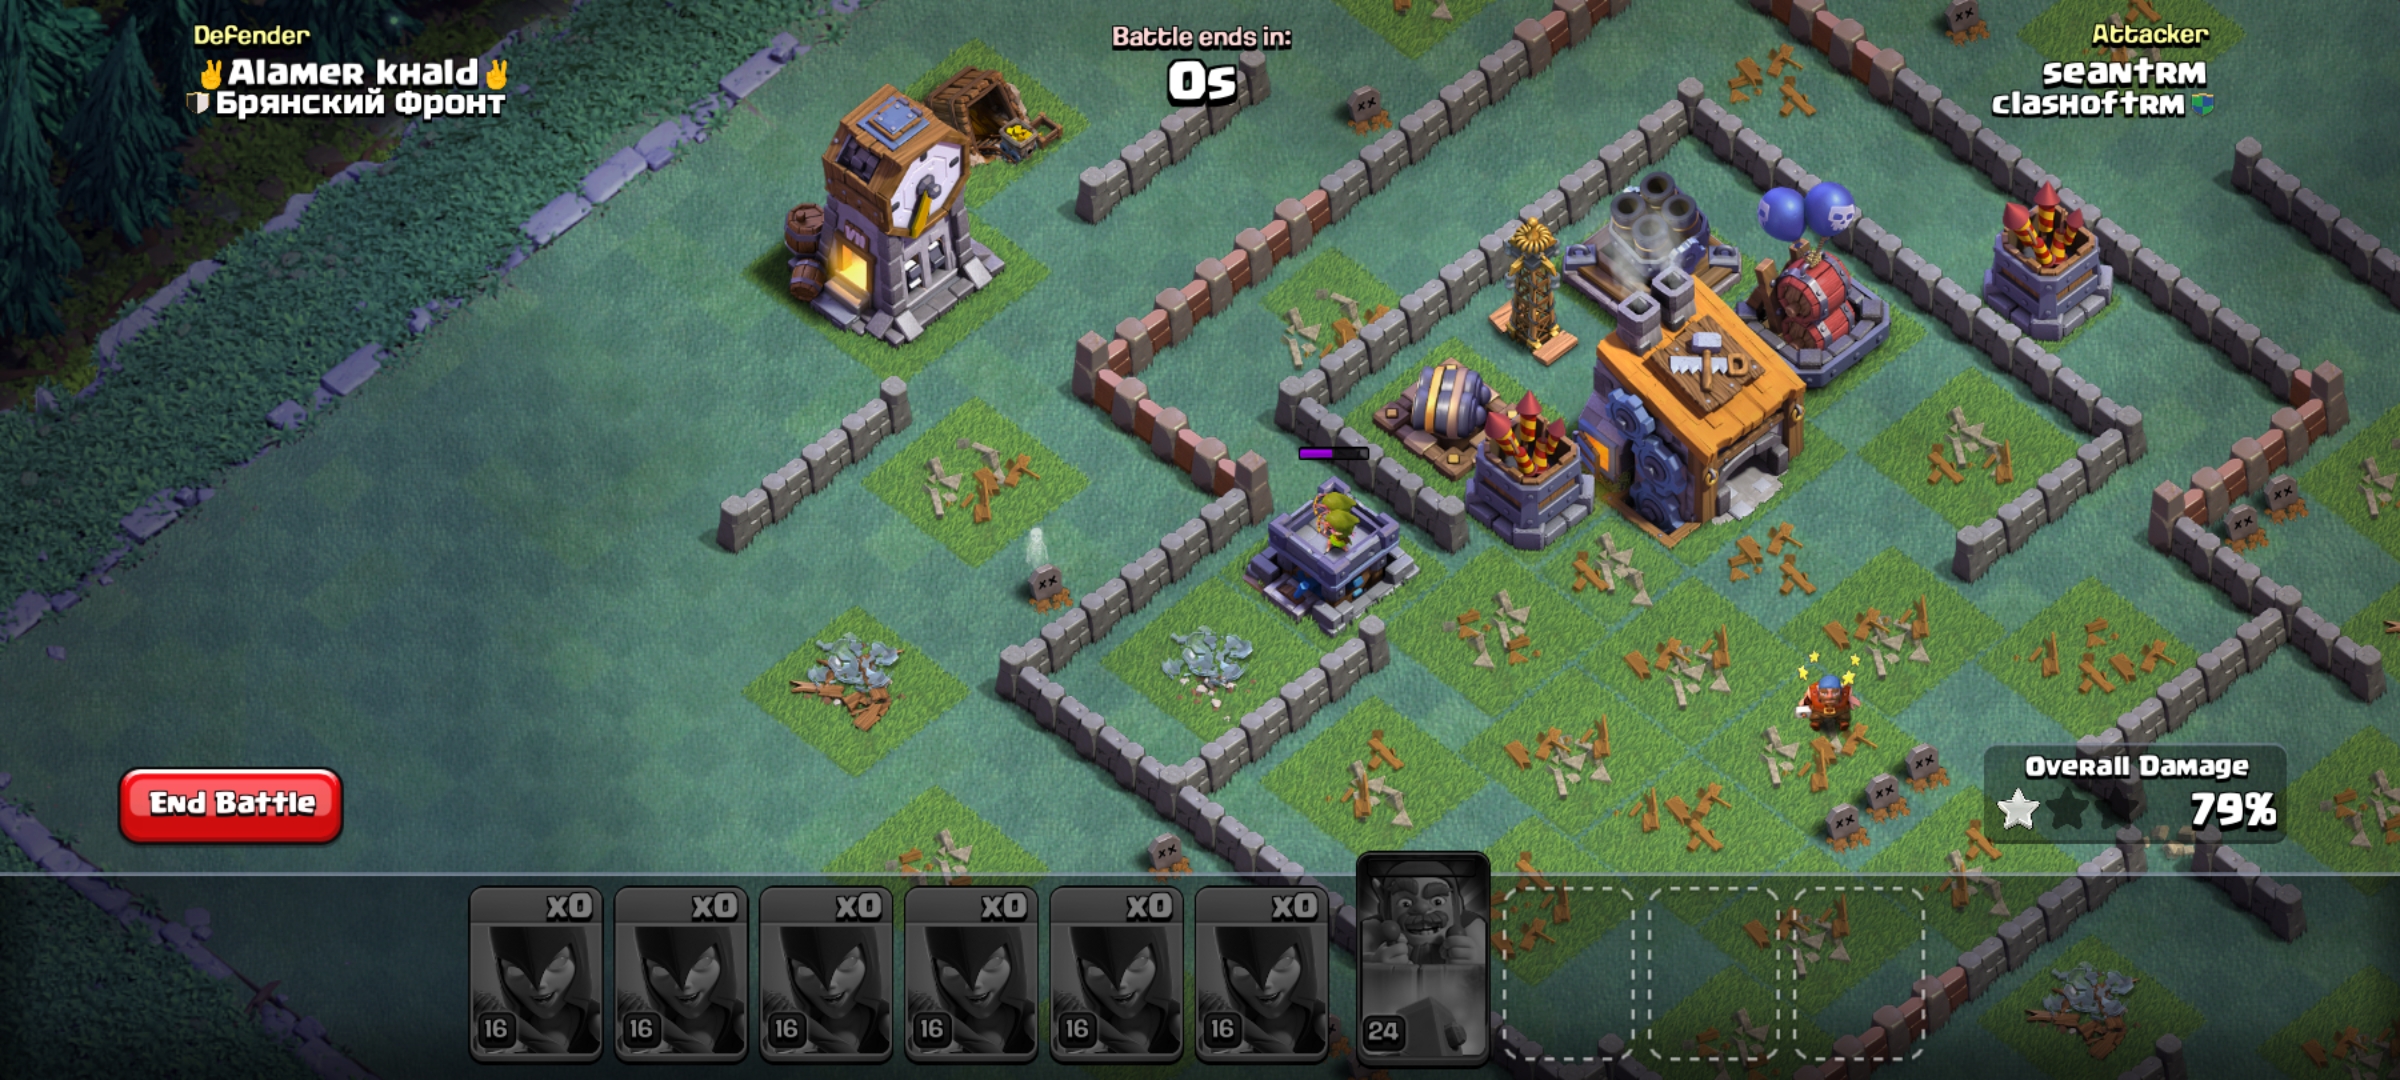 Defender
✌Alamer khald✌
Брянский Фронт
Battle ends in:
0s
Attacker
seantRM
clashoftRM
End Battle
Overall Damage
79%
x0
x0
x0
x0
x0
x0
16
16
16
16
16
16
24